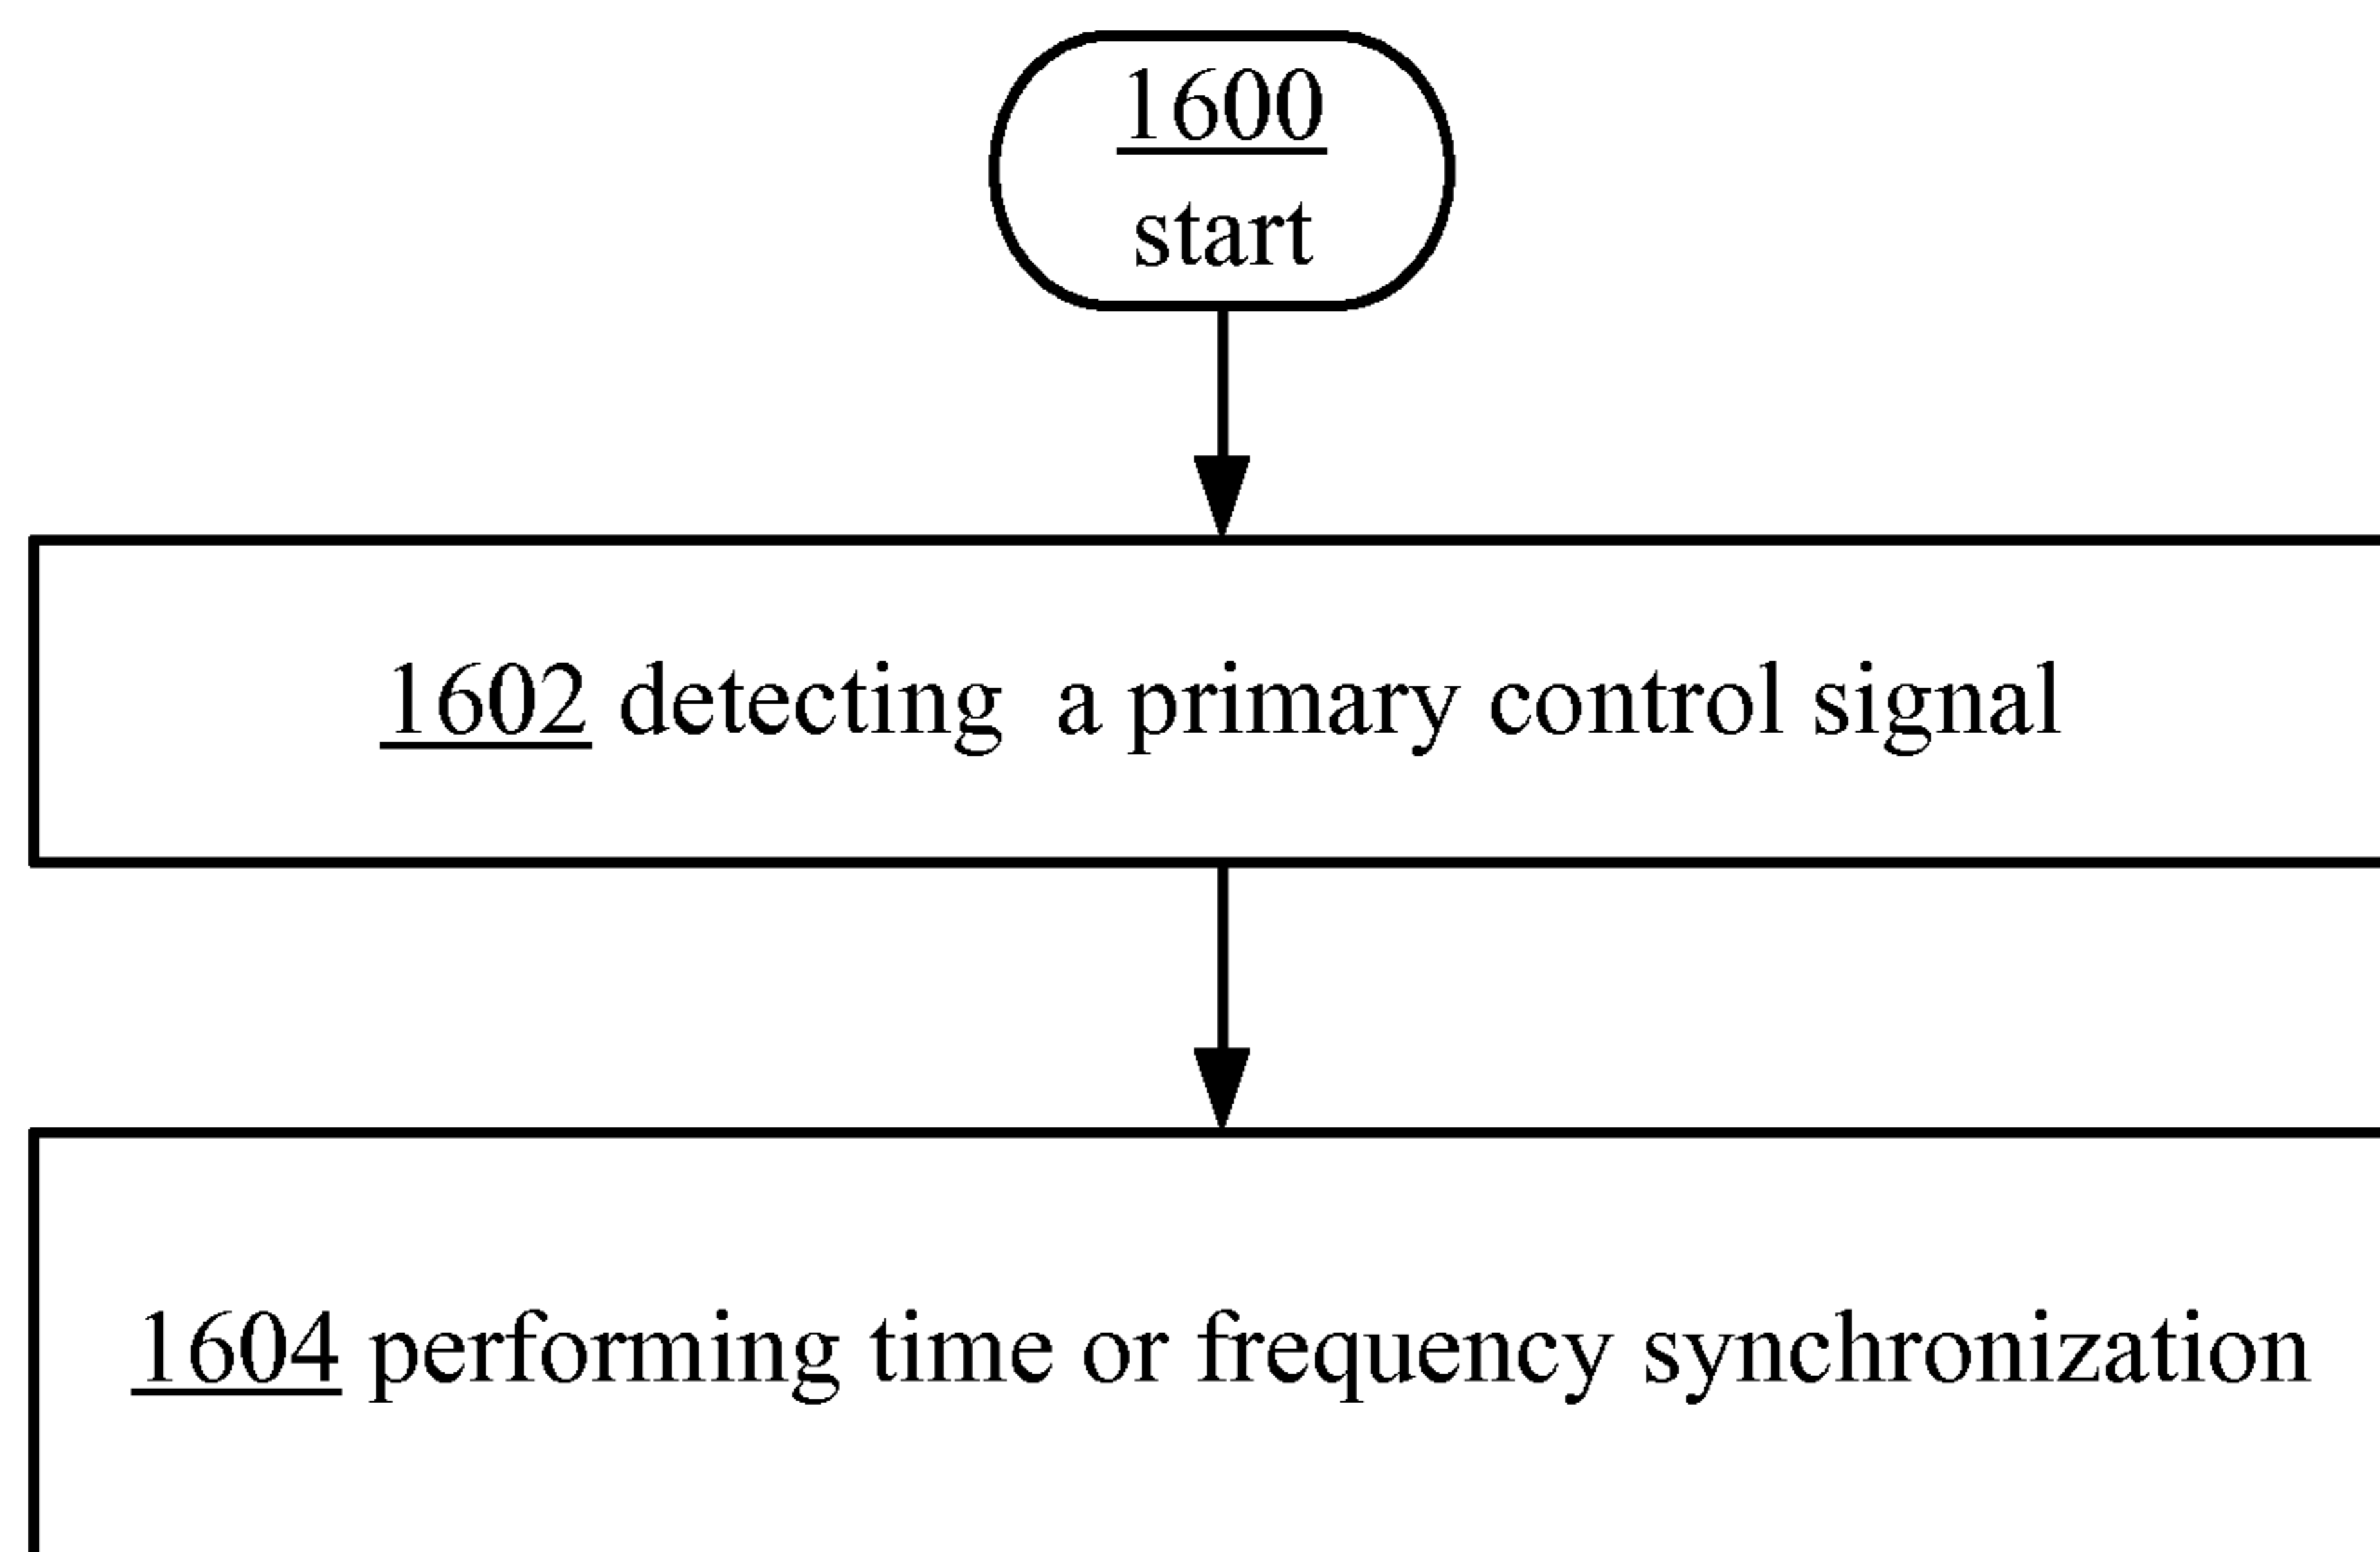 1600
start
1602 detecting  a primary control signal
1604 performing time or frequency synchronization